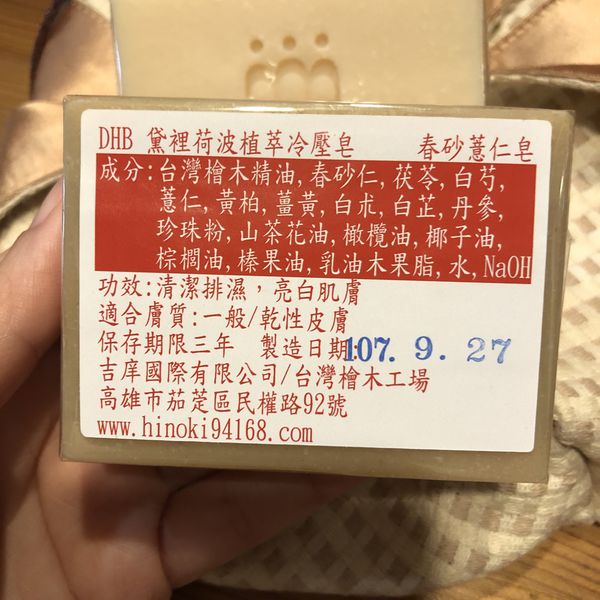 DHB 黛裡荷波植萃冷壓皂 春砂薏仁皂
成分:台灣檜木精油,春砂仁,茯苓,白芍,
薏仁,黃柏,薑黃,白朮,白芷,丹參,
珍珠粉,山茶花油,橄欖油,椰子油,
棕櫚油,榛果油,乳油木果脂,水,NaOH
功效:清潔排濕，亮白肌膚
適合膚質:一般/乾性皮膚
保存期限三年 製造日期:107. 9. 27
吉庠國際有限公司/台灣檜木工場
高雄市茄萣區民權路92號
www.hinoki94168.com